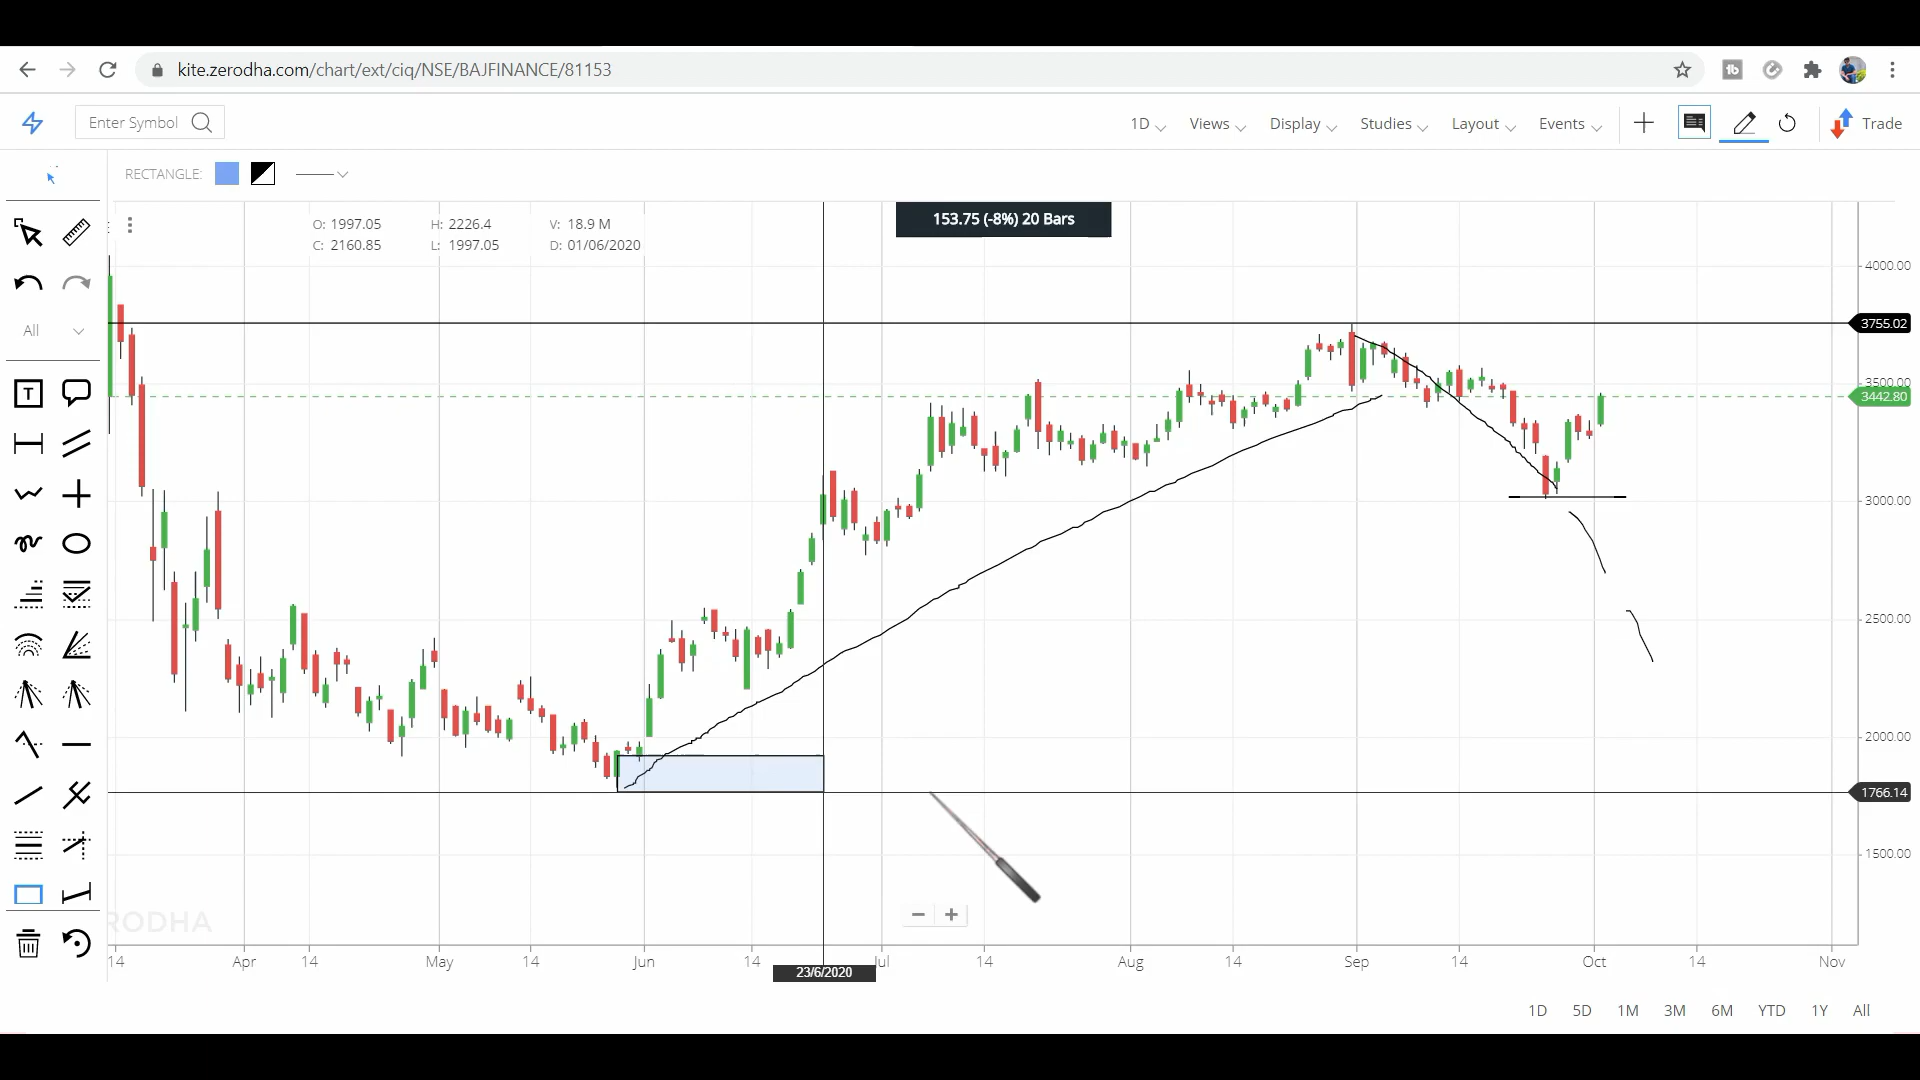 kite.zerodha.com/chart/ext/ciq/NSE/BAJFINANCE/81153
Enter Symbol
1D Views Display Studies Layout Events Trade
RECTANGLE:
O: 1997.05 H: 2226.4 V: 18.9 M
C: 2160.85 L: 1997.05 D: 01/06/2020
153.75 (-8%) 20 Bars
All
T
4000.00
3755.02
3500.00
3442.80
3000.00
2500.00
2000.00
1766.14
1500.00
RODHA
14 Apr 14 May 14 Jun 14 Jul 14 Aug 14 Sep 14 Oct 14 Nov
23/6/2020
1D 5D 1M 3M 6M YTD 1Y All